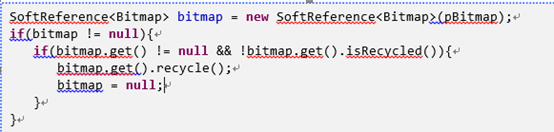 SoftReference<Bitmap> bitmap = new SoftReference<Bitmap>(pBitmap);
if(bitmap != null){
if(bitmap.get() != null && !bitmap.get().isRecycled()){
bitmap.get().recycle();
bitmap = null;
}
}